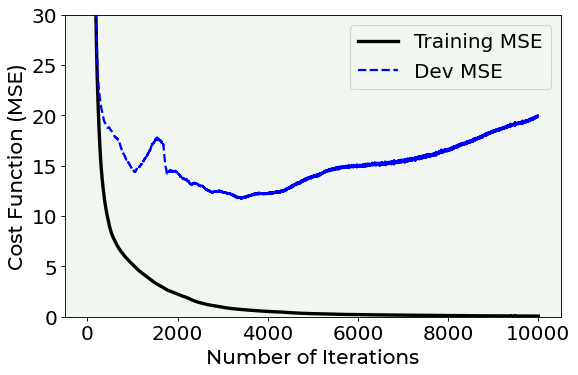 30
25
20
15
10
5
0
Cost Function (MSE)
Training MSE
Dev MSE
0 2000 4000 6000 8000 10000
Number of Iterations